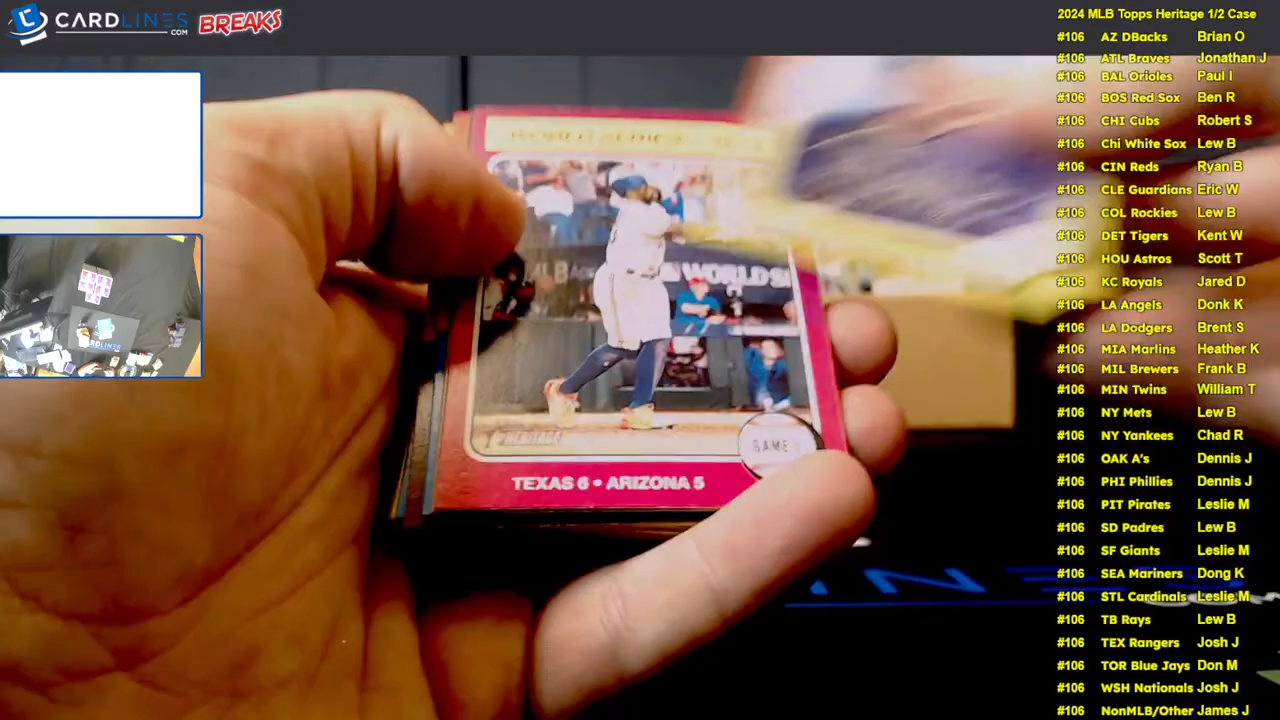 CARDLINES
.COM
BREAKS
2024 MLB Topps Heritage 1/2 Case
#106 AZ DBacks Brian O
#106 ATL Braves Jonathan J
#106 BAL Orioles Paul I
#106 BOS Red Sox Ben R
#106 CHI Cubs Robert S
#106 Chi White Sox Lew B
#106 CIN Reds Ryan B
#106 CLE Guardians Eric W
#106 COL Rockies Lew B
#106 DET Tigers Kent W
#106 HOU Astros Scott T
#106 KC Royals Jared D
#106 LA Angels Donk K
#106 LA Dodgers Brent S
#106 MIA Marlins Heather K
#106 MIL Brewers Frank B
#106 MIN Twins William T
#106 NY Mets Lew B
#106 NY Yankees Chad R
#106 OAK A's Dennis J
#106 PHI Phillies Dennis J
#106 PIT Pirates Leslie M
#106 SD Padres Lew B
#106 SF Giants Leslie M
#106 SEA Mariners Dong K
#106 STL Cardinals Leslie M
#106 TB Rays Lew B
#106 TEX Rangers Josh J
#106 TOR Blue Jays Don M
#106 WSH Nationals Josh J
#106 NonMLB/Other James J
MLB
WORLD
HERITAGE
GAME
TEXAS 6 • ARIZONA 5